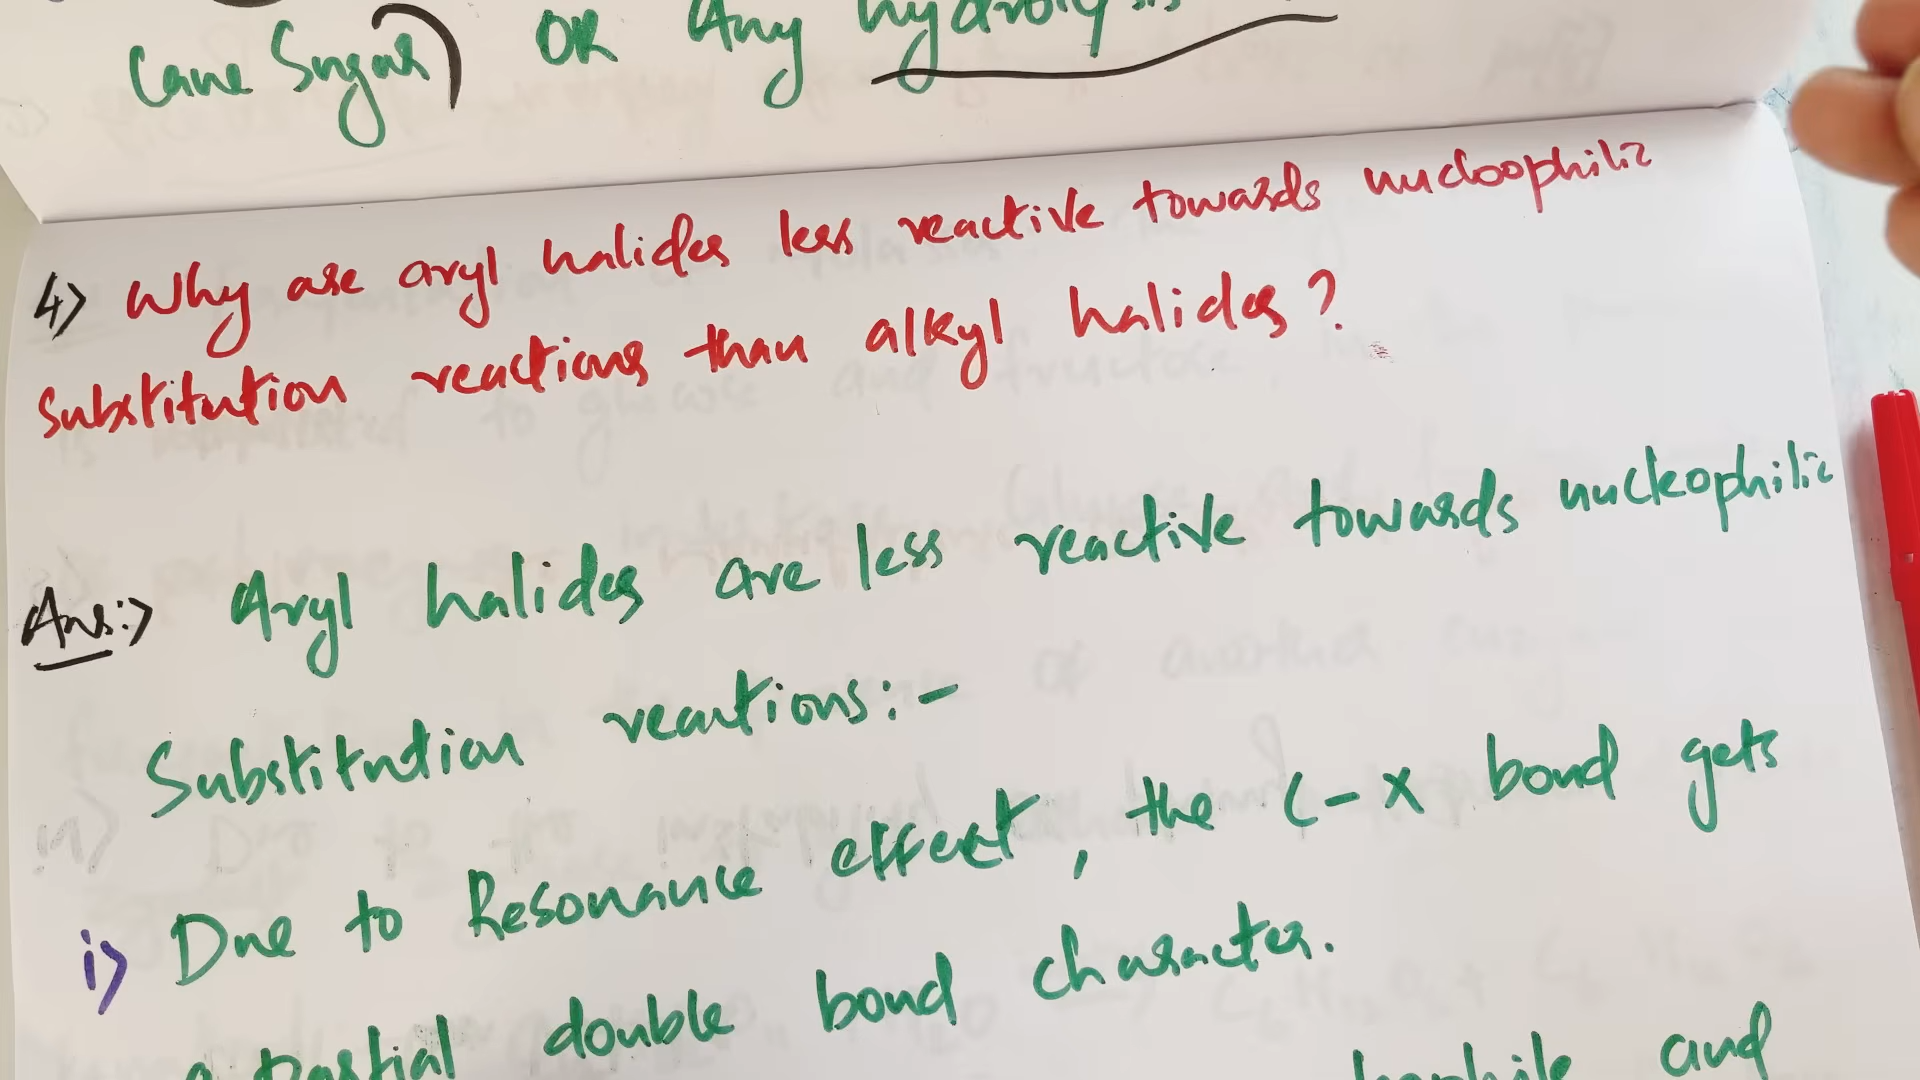 Cane Sugar) OR Any
4) Why are aryl halides less reactive towards nucloophilic
Substitution reactions than alkyl halides?
Ans:> Aryl halides are less reactive towards nucleophilic
Substitution reactions:-
i) Due to Resonance effect, the C-X bond gets
a partial double bond character.
and